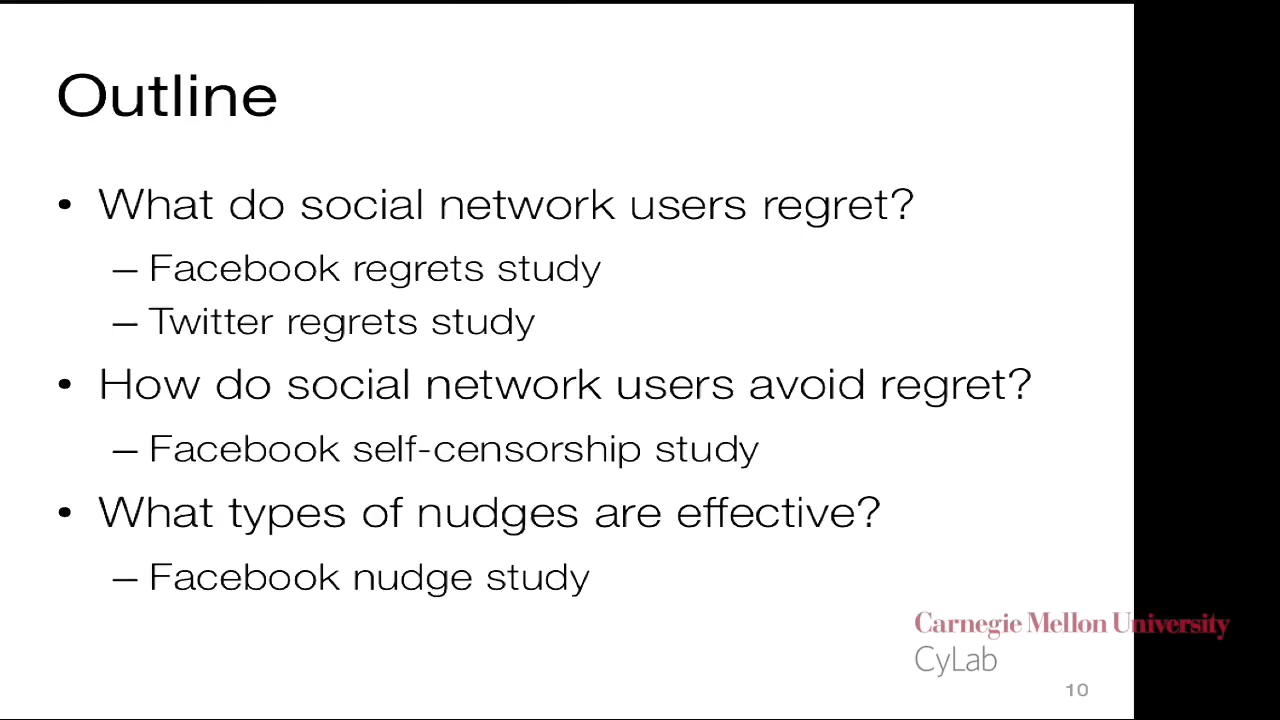 Outline
• What do social network users regret?
– Facebook regrets study
– Twitter regrets study
• How do social network users avoid regret?
– Facebook self-censorship study
• What types of nudges are effective?
– Facebook nudge study
Carnegie Mellon University
CyLab
10